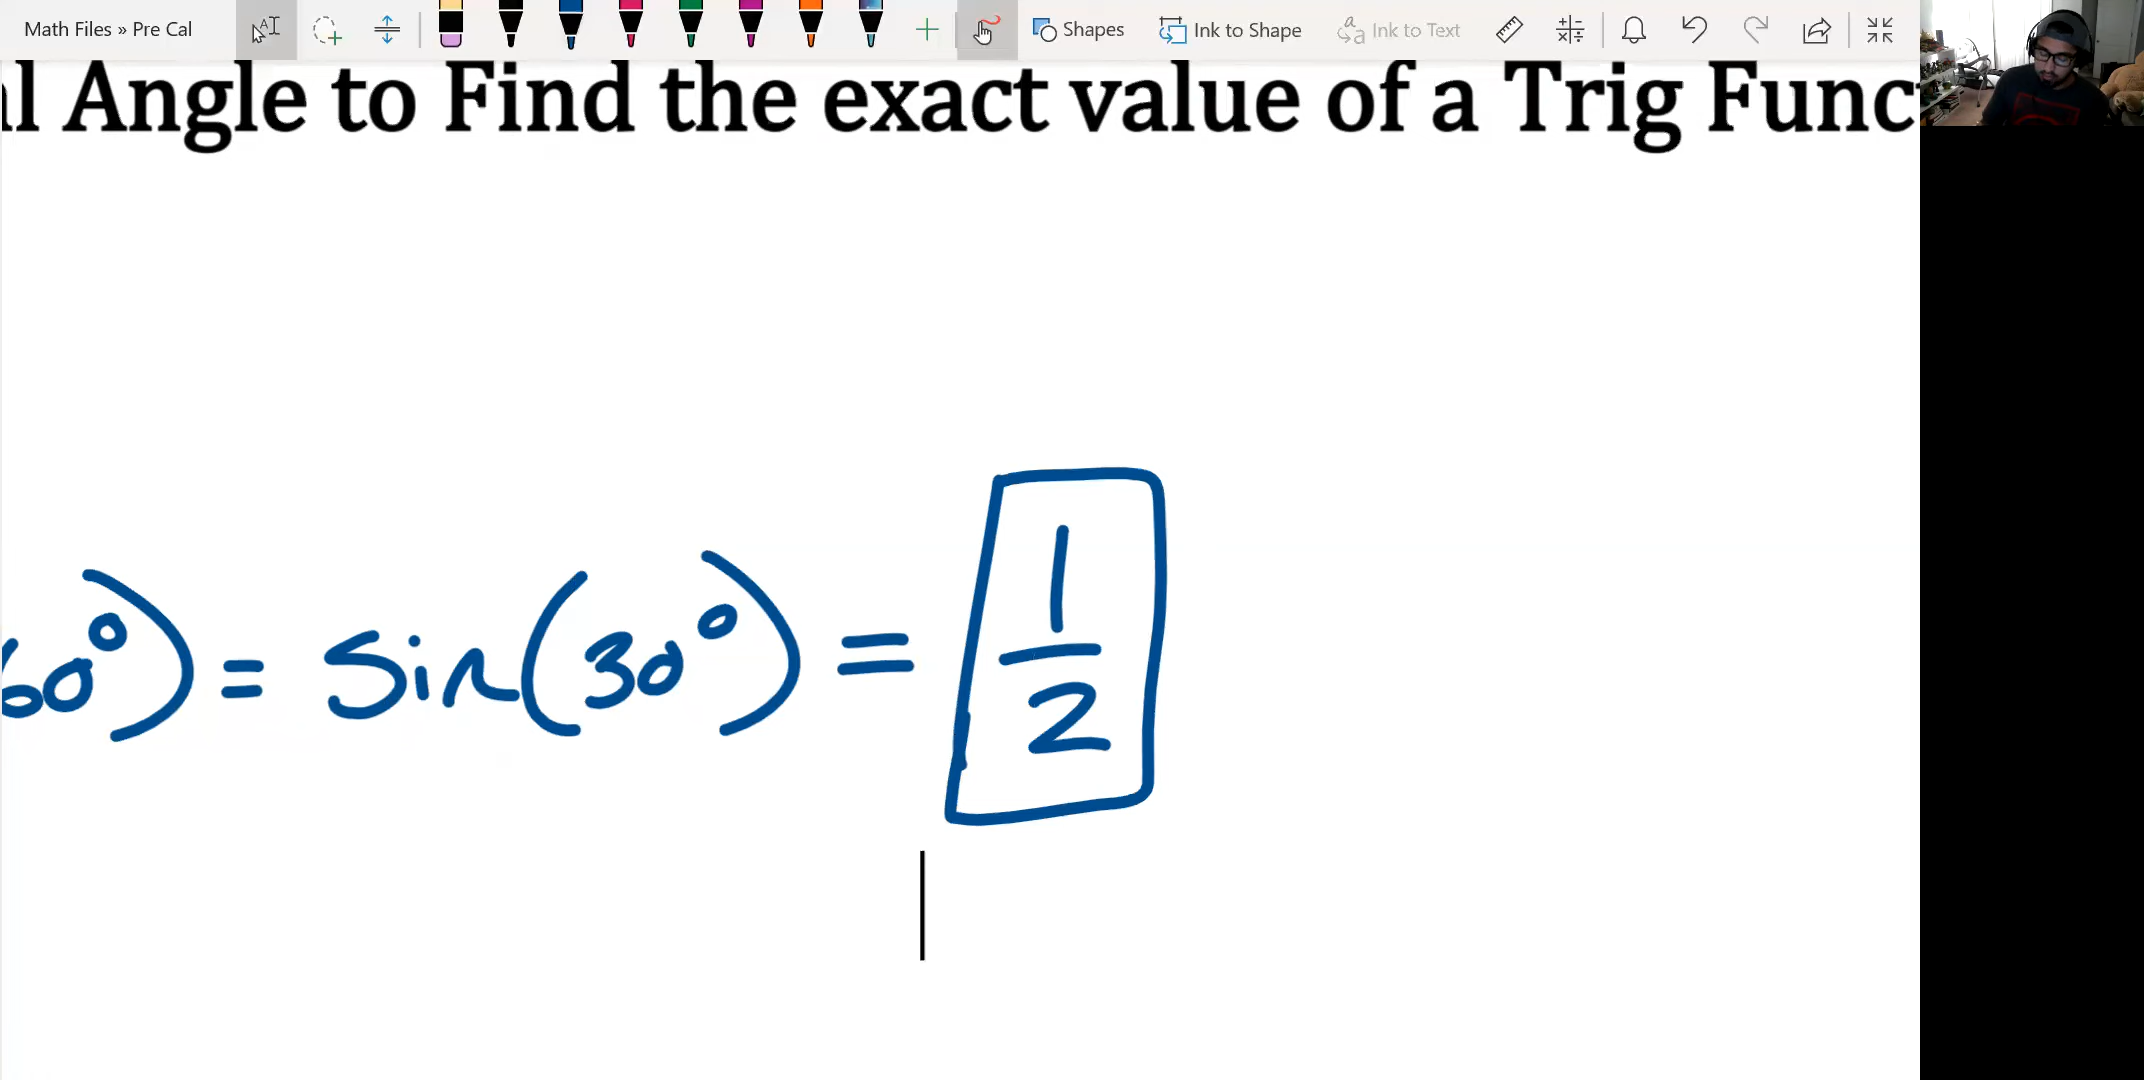 Math Files » Pre Cal Shapes Ink to Shape Ink to Text
l Angle to Find the exact value of a Trig Func
60°) = sin(30°) = 1/2